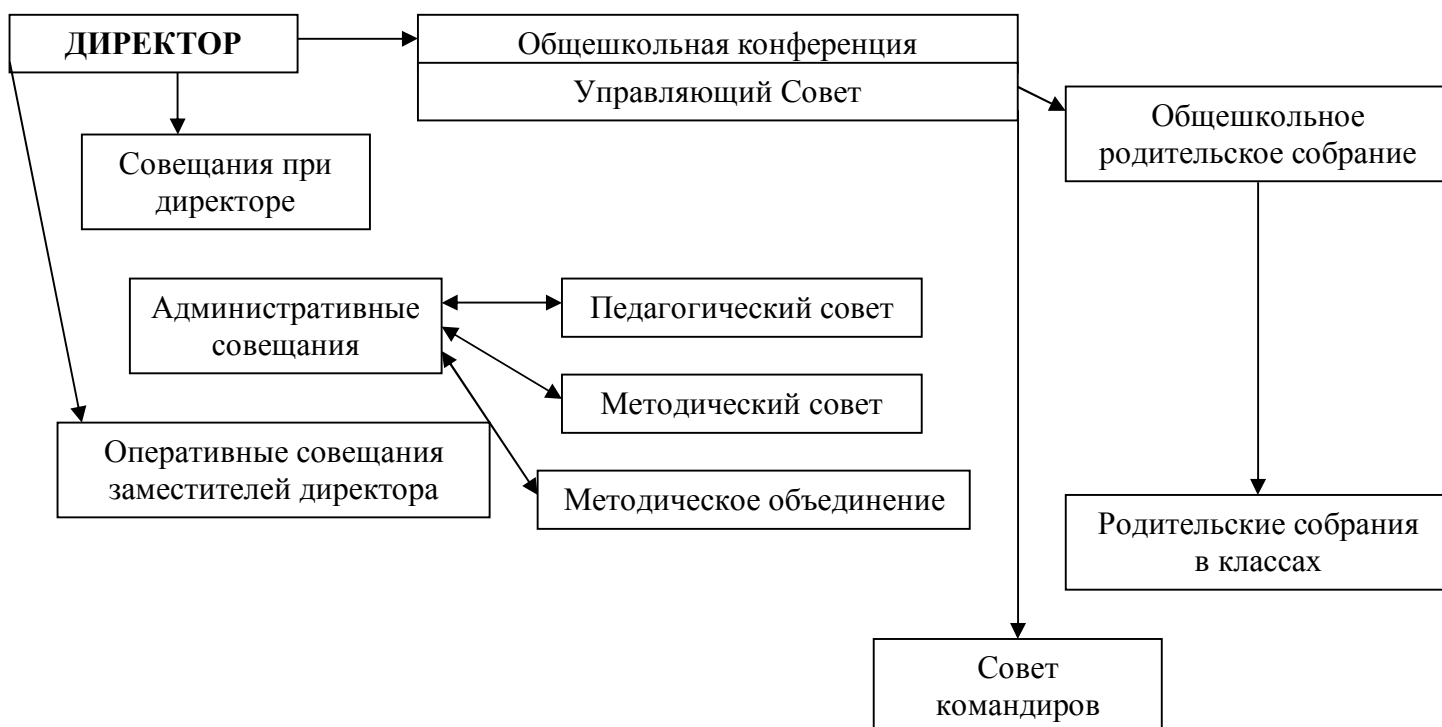 ДИРЕКТОР
Общешкольная конференция
Управляющий Совет
Общешкольное
родительское собрание
Совещания при
директоре
Административные
совещания
Педагогический совет
Методический совет
Оперативные совещания
заместителей директора
Методическое объединение
Родительские собрания
в классах
Совет
командиров